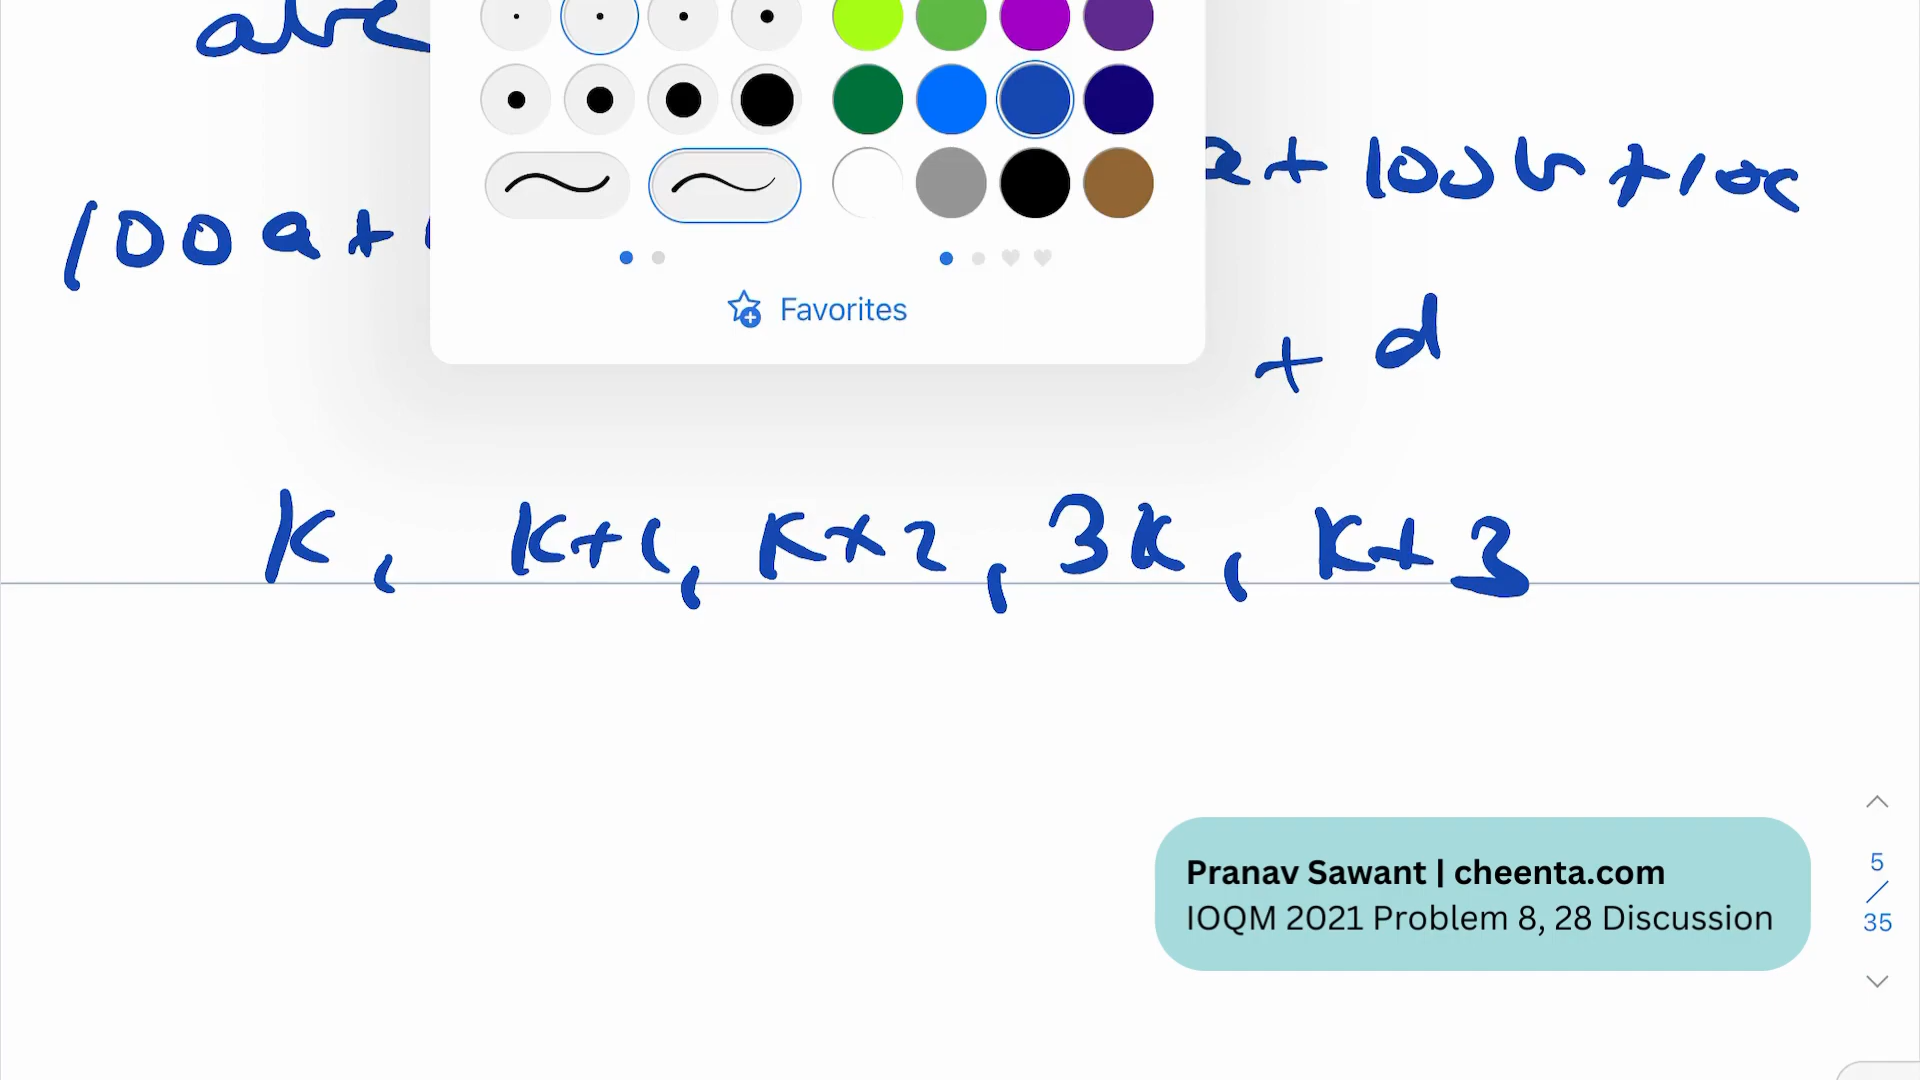 abc
100a+
a+100b+10c
+ d
Favorites
k, k+1, k+2, 3k, k+3
Pranav Sawant | cheenta.com
IOQM 2021 Problem 8, 28 Discussion
5
/
35